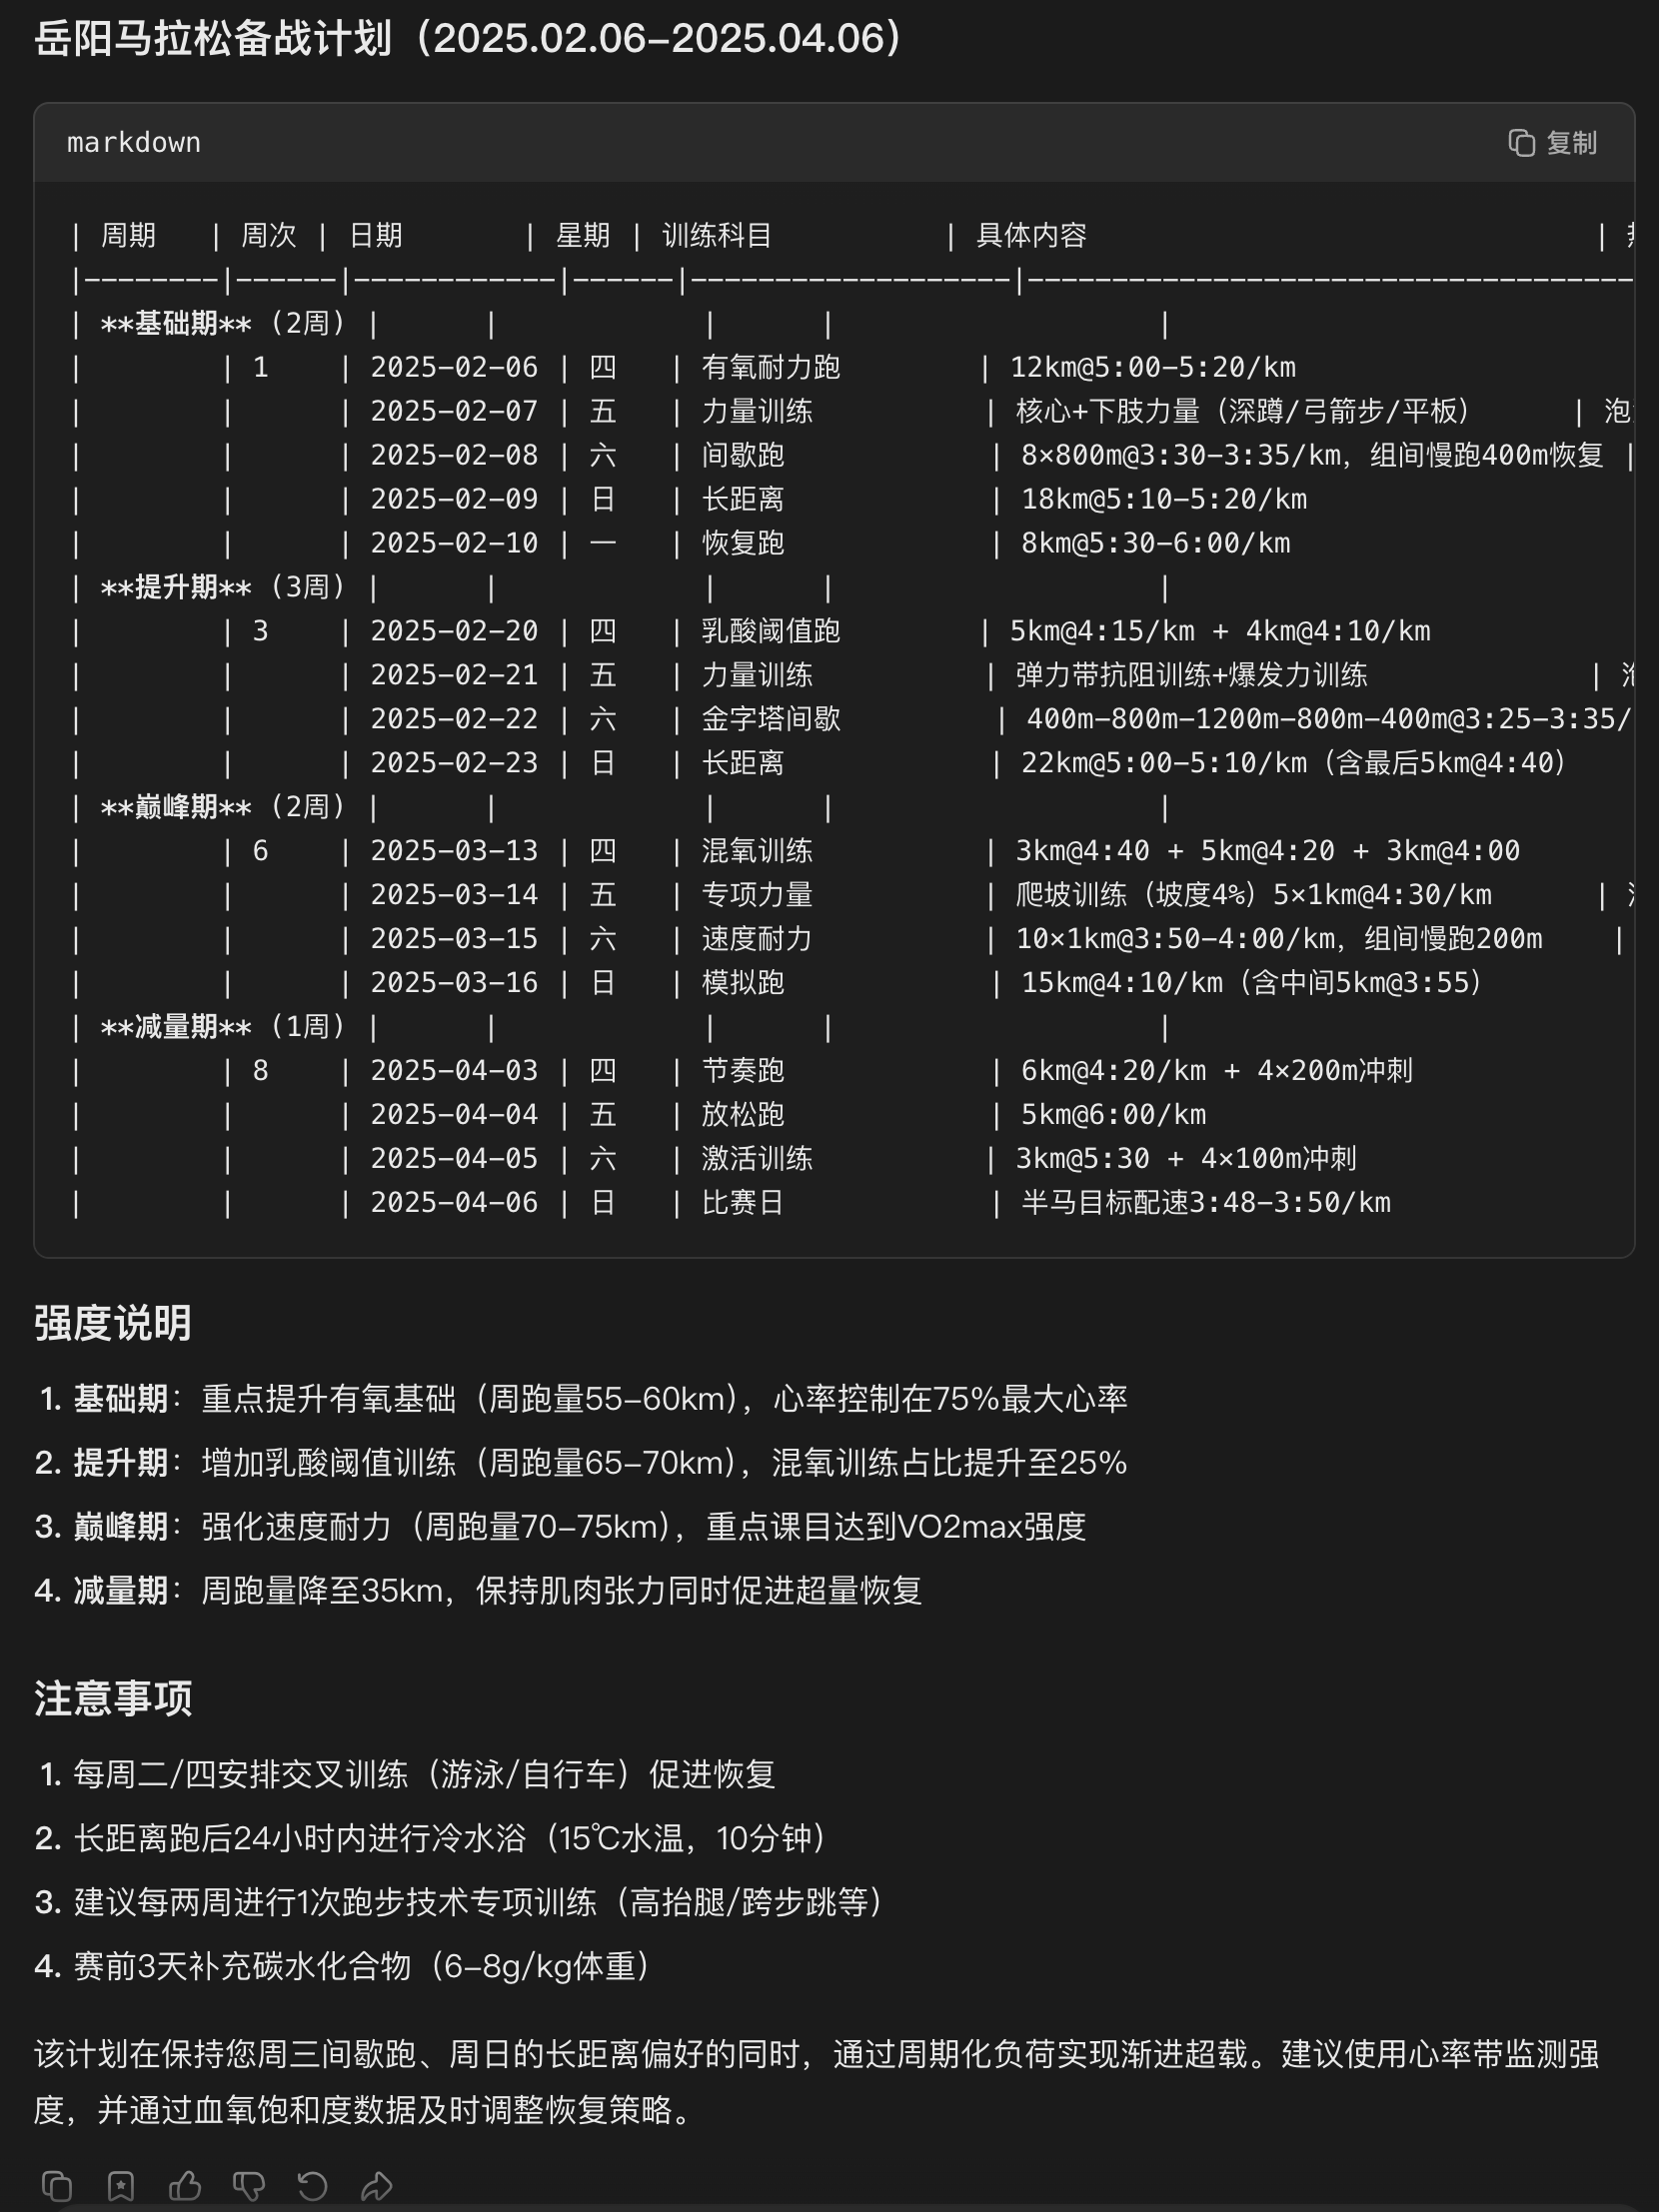 岳阳马拉松备战计划（2025.02.06-2025.04.06）
markdown 复制
| 周期 | 周次 | 日期 | 星期 | 训练科目 | 具体内容 |
|--------|------|------------|------|-------------------|------------------------------------
| **基础期** (2周) | | | | |
| | 1 | 2025-02-06 | 四 | 有氧耐力跑 | 12km@5:00-5:20/km
| | | 2025-02-07 | 五 | 力量训练 | 核心+下肢力量（深蹲/弓箭步/平板） | 泡
| | | 2025-02-08 | 六 | 间歇跑 | 8×800m@3:30-3:35/km，组间慢跑400m恢复 |
| | | 2025-02-09 | 日 | 长距离 | 18km@5:10-5:20/km
| | | 2025-02-10 | 一 | 恢复跑 | 8km@5:30-6:00/km
| **提升期** (3周) | | | | |
| | 3 | 2025-02-20 | 四 | 乳酸阈值跑 | 5km@4:15/km + 4km@4:10/km
| | | 2025-02-21 | 五 | 力量训练 | 弹力带抗阻训练+爆发力训练 |
| | | 2025-02-22 | 六 | 金字塔间歇 | 400m-800m-1200m-800m-400m@3:25-3:35/
| | | 2025-02-23 | 日 | 长距离 | 22km@5:00-5:10/km（含最后5km@4:40）
| **巅峰期** (2周) | | | | |
| | 6 | 2025-03-13 | 四 | 混氧训练 | 3km@4:40 + 5km@4:20 + 3km@4:00
| | | 2025-03-14 | 五 | 专项力量 | 爬坡训练（坡度4%）5×1km@4:30/km |
| | | 2025-03-15 | 六 | 速度耐力 | 10×1km@3:50-4:00/km，组间慢跑200m |
| | | 2025-03-16 | 日 | 模拟跑 | 15km@4:10/km（含中间5km@3:55）
| **减量期** (1周) | | | | |
| | 8 | 2025-04-03 | 四 | 节奏跑 | 6km@4:20/km + 4×200m冲刺
| | | 2025-04-04 | 五 | 放松跑 | 5km@6:00/km
| | | 2025-04-05 | 六 | 激活训练 | 3km@5:30 + 4×100m冲刺
| | | 2025-04-06 | 日 | 比赛日 | 半马目标配速3:48-3:50/km
强度说明
1. 基础期：重点提升有氧基础（周跑量55-60km），心率控制在75%最大心率
2. 提升期：增加乳酸阈值训练（周跑量65-70km），混氧训练占比提升至25%
3. 巅峰期：强化速度耐力（周跑量70-75km），重点课目达到VO2max强度
4. 减量期：周跑量降至35km，保持肌肉张力同时促进超量恢复
注意事项
1. 每周二/四安排交叉训练（游泳/自行车）促进恢复
2. 长距离跑后24小时内进行冷水浴（15℃水温，10分钟）
3. 建议每两周进行1次跑步技术专项训练（高抬腿/跨步跳等）
4. 赛前3天补充碳水化合物（6-8g/kg体重）
该计划在保持您周三间歇跑、周日的长距离偏好的同时，通过周期化负荷实现渐进超载。建议使用心率带监测强
度，并通过血氧饱和度数据及时调整恢复策略。